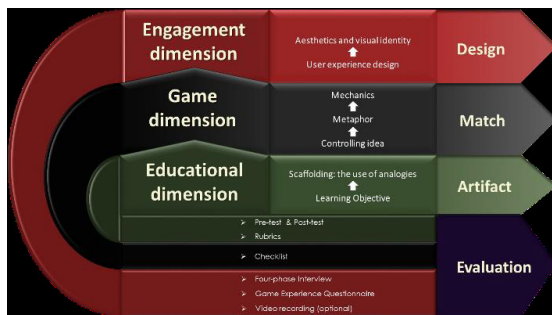 Engagement
dimension
Aesthetics and visual identity
User experience design
Design
Game
dimension
Mechanics
Metaphor
Controlling idea
Match
Educational
dimension
Scaffolding: the use of analogies
Learning Objective
Artifact
Pre-test & Post-test
Rubrics
Checklist
Four-phase Interview
Game Experience Questionnaire
Video recording (optional)
Evaluation